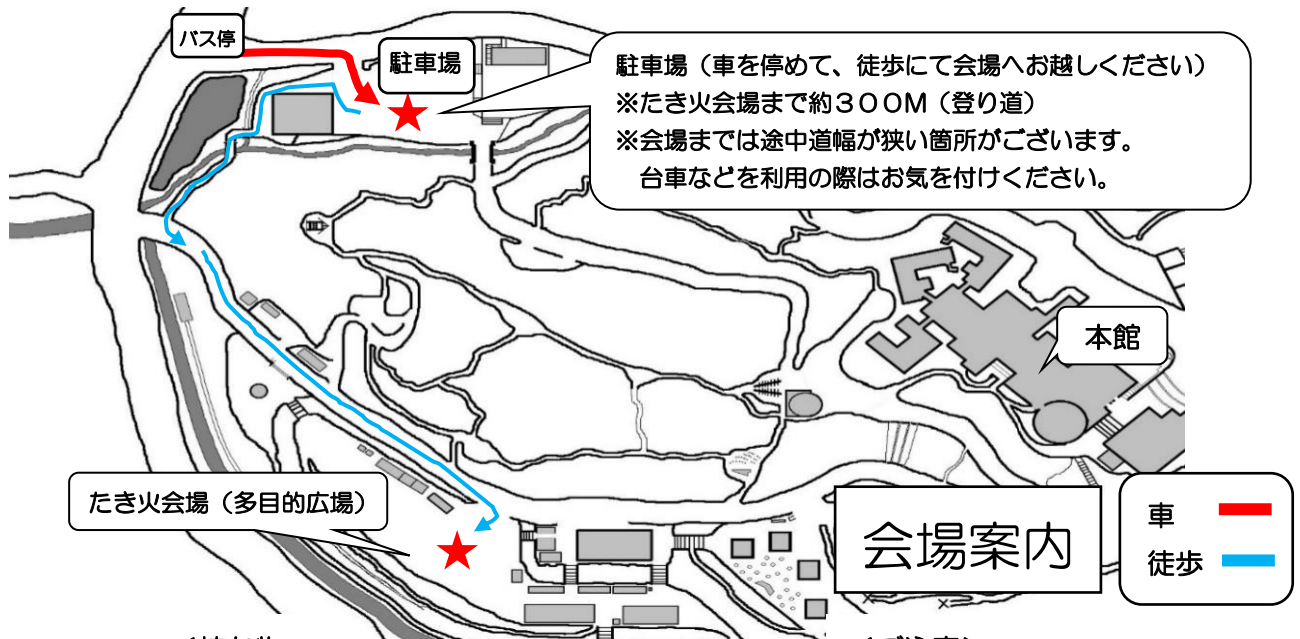 バス停
駐車場
駐車場（車を停めて、徒歩にて会場へお越しください）
※たき火会場まで約３００Ｍ（登り道）
※会場までは途中道幅が狭い箇所がございます。
台車などを利用の際はお気を付けください。
本館
たき火会場（多目的広場）
会場案内
車
徒歩